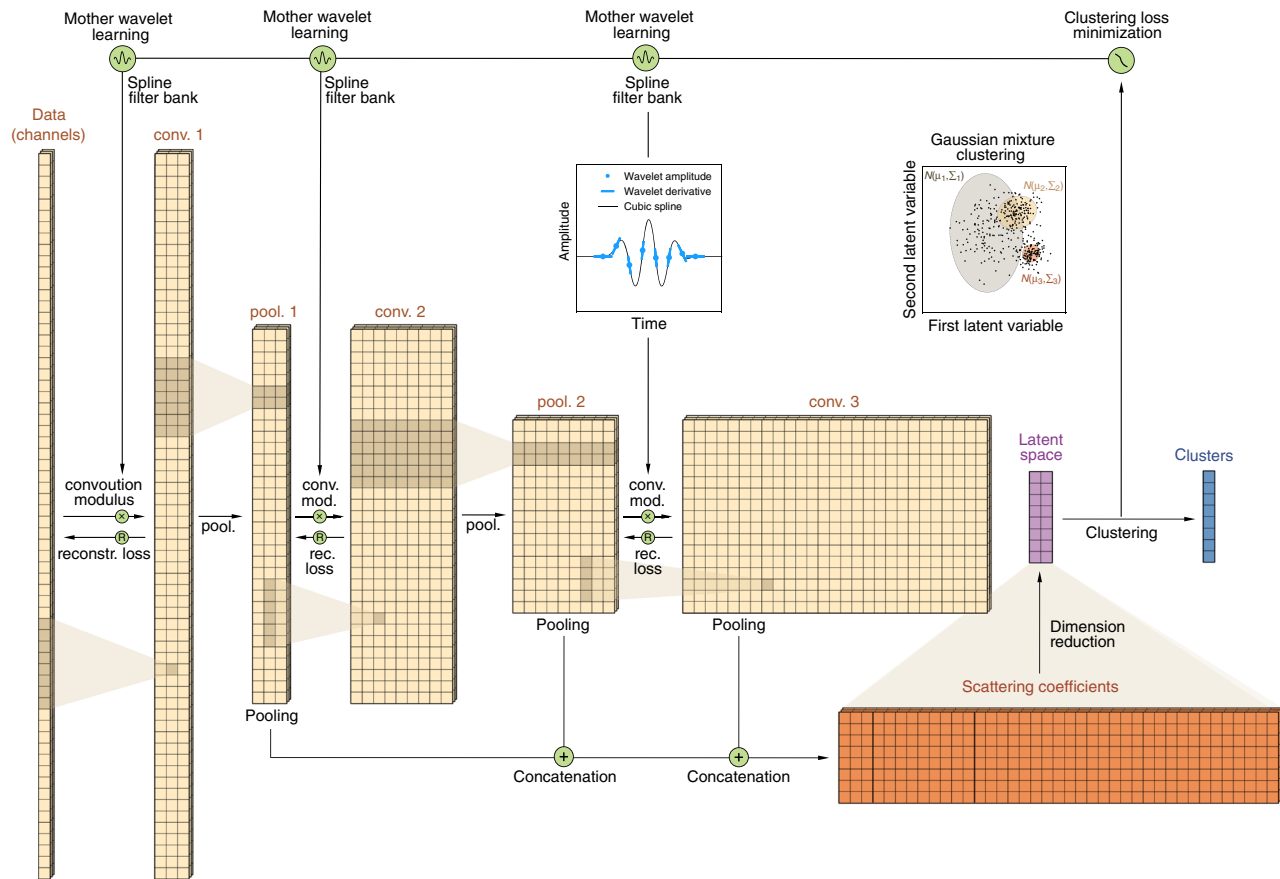 Mother wavelet
learning
Mother wavelet
learning
Mother wavelet
learning
Clustering loss
minimization
Spline
filter bank
Spline
filter bank
Spline
filter bank
Data
(channels)
conv. 1
Wavelet amplitude
Wavelet derivative
Cubic spline
Amplitude
Time
Gaussian mixture
clustering
N(μ₁,Σ₁)
N(μ₂,Σ₂)
N(μ₃,Σ₃)
Second latent variable
First latent variable
pool. 1
conv. 2
pool. 2
conv. 3
Latent
space
Clusters
convoution
modulus
×
R
reconstr. loss
pool.
conv.
mod.
×
R
rec.
loss
pool.
conv.
mod.
×
R
rec.
loss
Clustering
Pooling
Pooling
Pooling
Dimension
reduction
Scattering coefficients
+
Concatenation
+
Concatenation